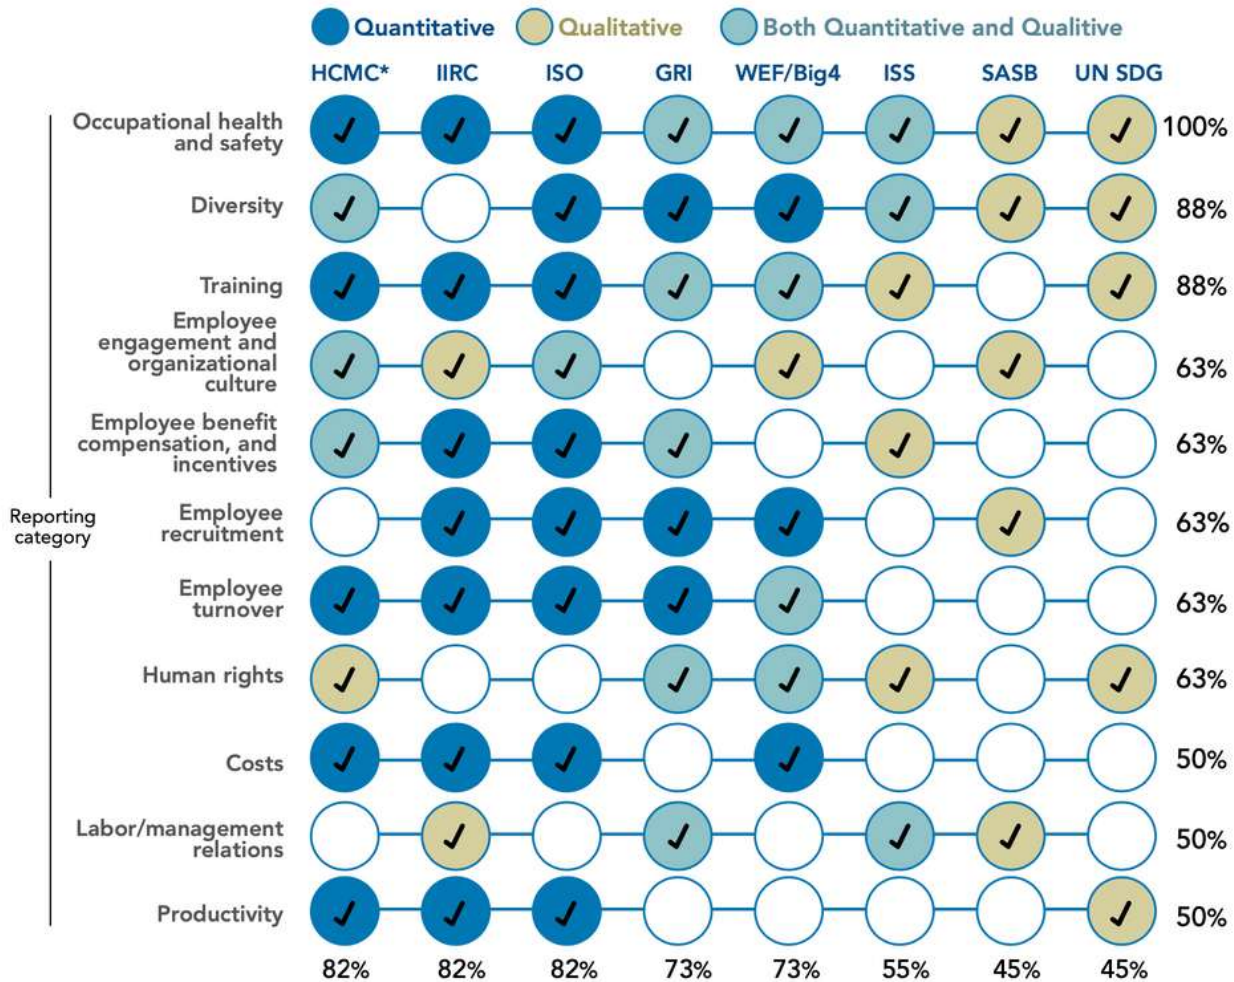 Quantitative Qualitative Both Quantitative and Qualitive
HCMC* IIRC ISO GRI WEF/Big4 ISS SASB UN SDG
Occupational health
and safety
100%
Diversity
88%
Training
88%
Employee
engagement and
organizational
culture
63%
Employee benefit
compensation, and
incentives
63%
Reporting
category
Employee
recruitment
63%
Employee
turnover
63%
Human rights
63%
Costs
50%
Labor/management
relations
50%
Productivity
50%
82% 82% 82% 73% 73% 55% 45% 45%